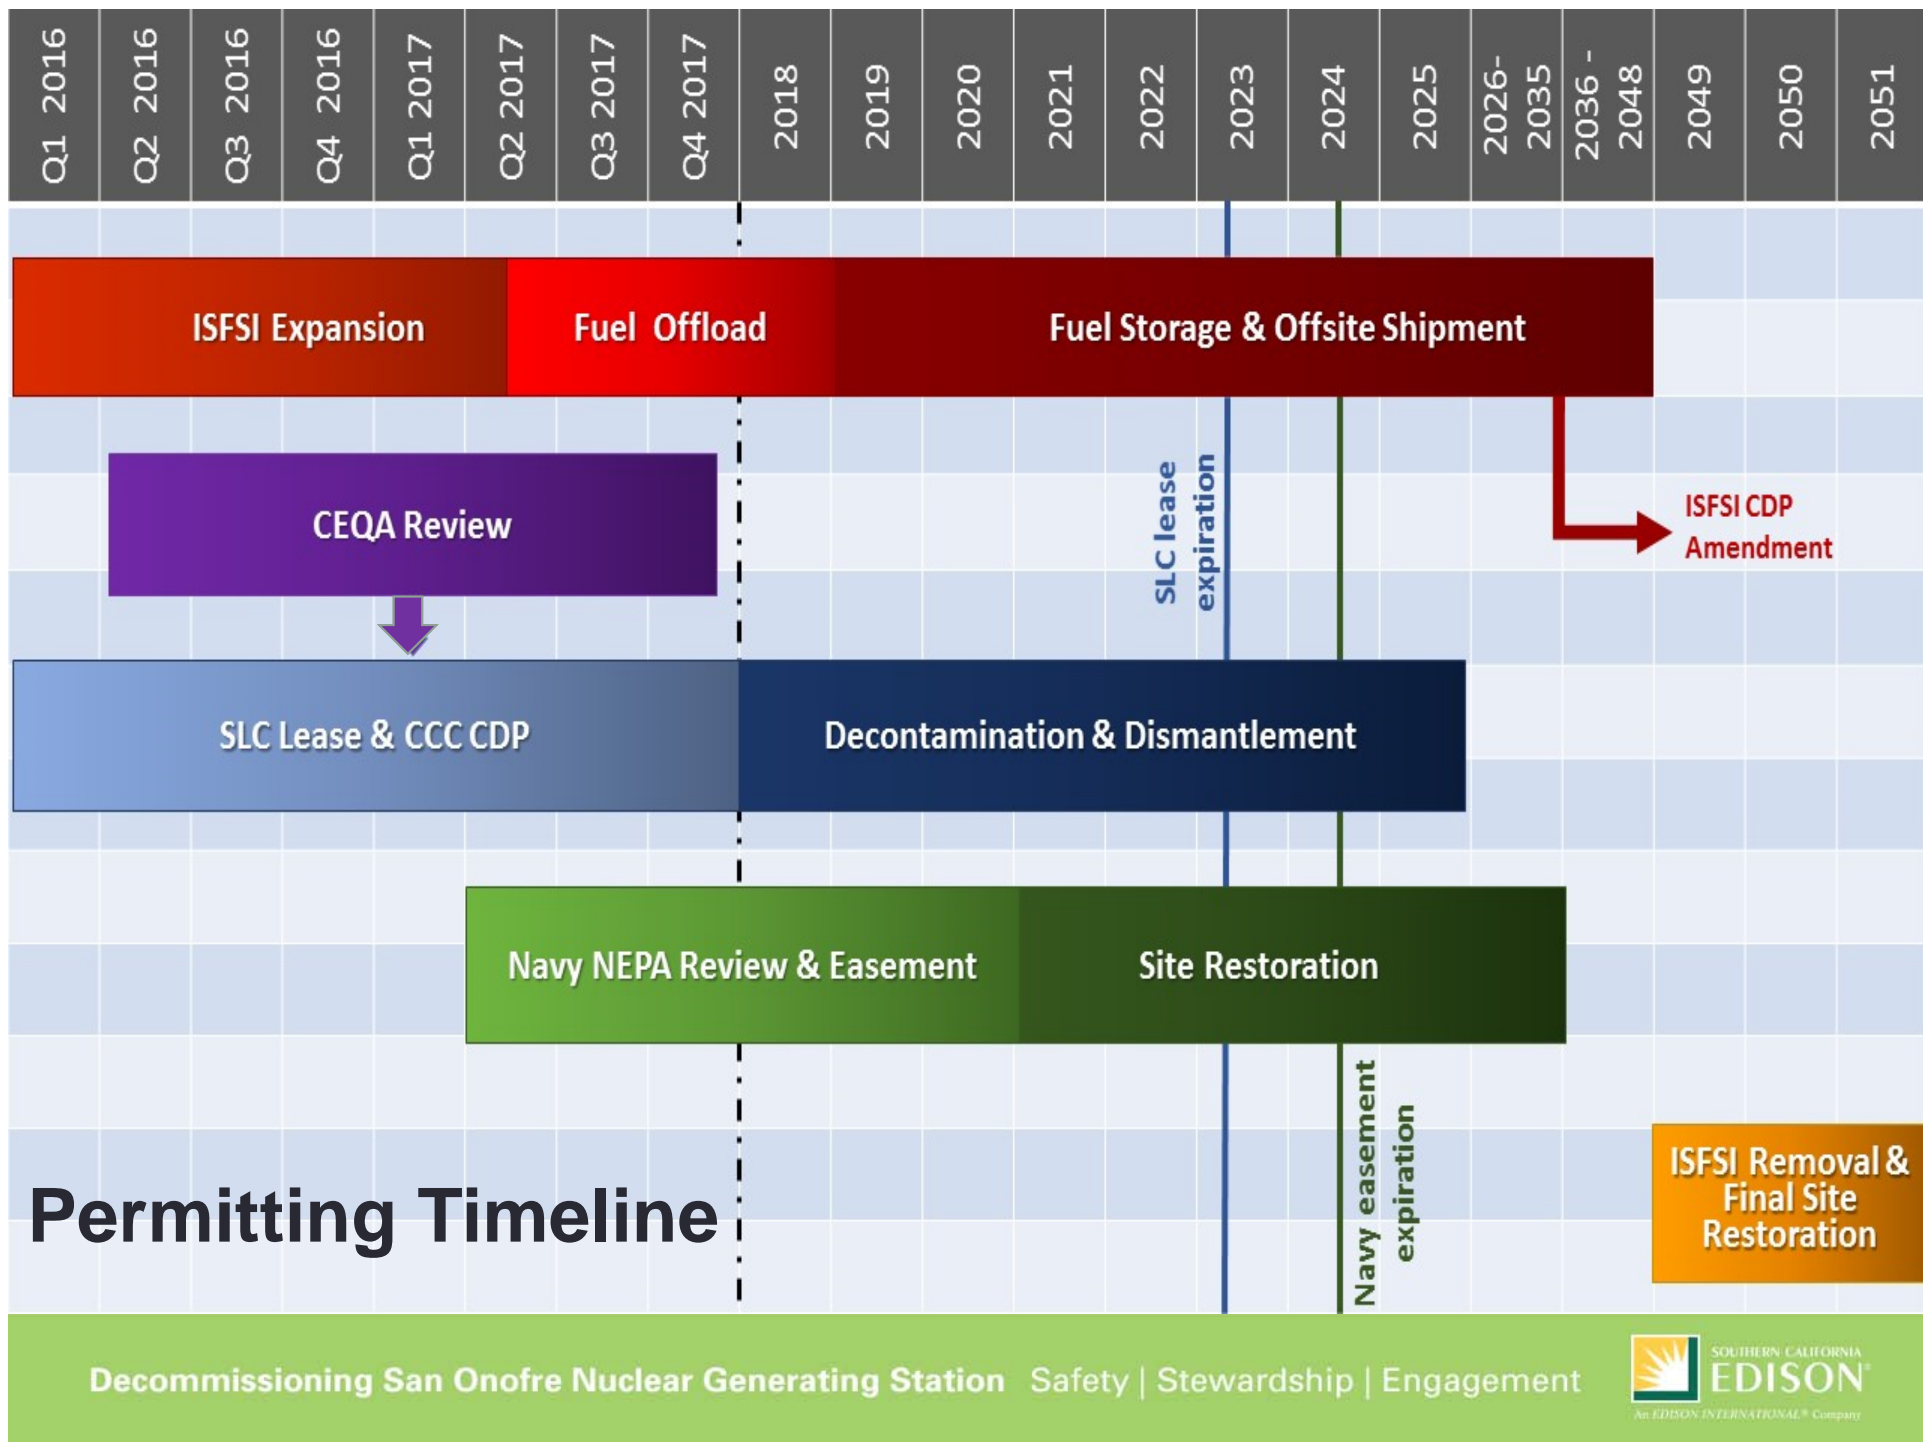 Q1 2016
Q2 2016
Q3 2016
Q4 2016
Q1 2017
Q2 2017
Q3 2017
Q4 2017
2018
2019
2020
2021
2022
2023
2024
2025
2026-
2035
2036 -
2048
2049
2050
2051
ISFSI Expansion
Fuel Offload
Fuel Storage & Offsite Shipment
CEQA Review
SLC lease
expiration
ISFSI CDP
Amendment
SLC Lease & CCC CDP
Decontamination & Dismantlement
Navy NEPA Review & Easement
Site Restoration
Navy easement
expiration
ISFSI Removal &
Final Site
Restoration
Permitting Timeline
Decommissioning San Onofre Nuclear Generating Station Safety | Stewardship | Engagement
SOUTHERN CALIFORNIA
EDISON®
An EDISON INTERNATIONAL® Company